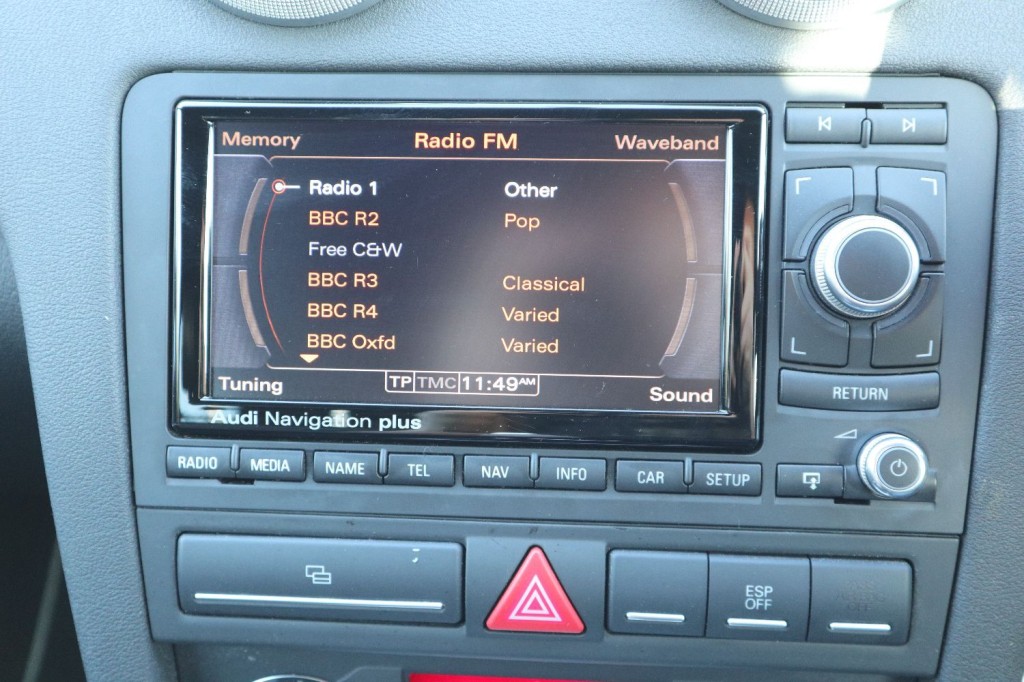 Memory Radio FM Waveband
Radio 1 Other
BBC R2 Pop
Free C&W
BBC R3 Classical
BBC R4 Varied
BBC Oxfd Varied
Tuning TP TMC 11:49AM Sound
Audi Navigation plus
RETURN
RADIO MEDIA NAME TEL NAV INFO CAR SETUP
ESP
OFF